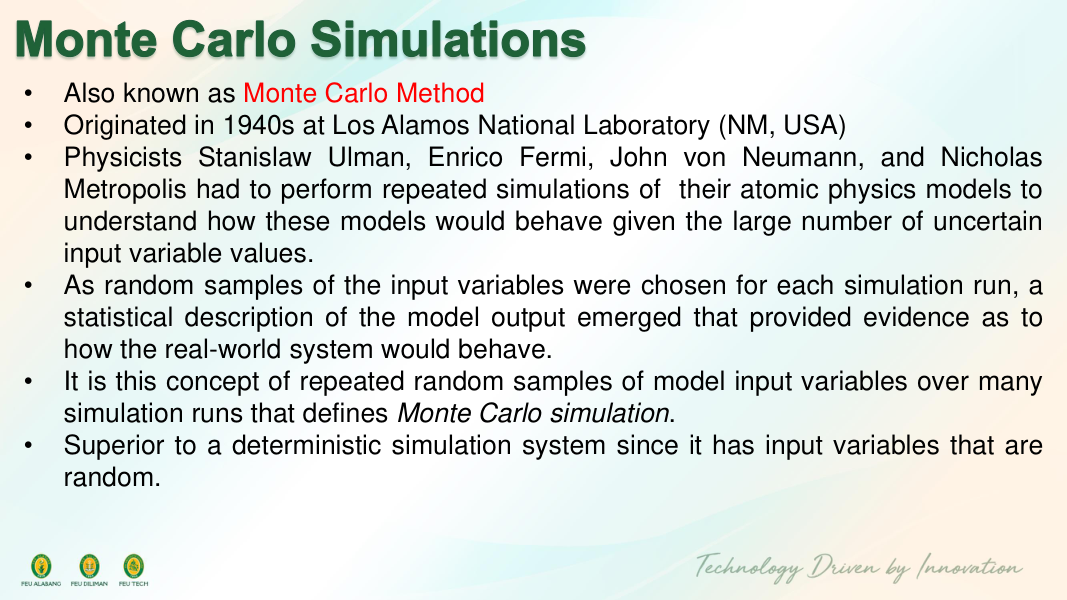 Monte Carlo Simulations
• Also known as Monte Carlo Method
• Originated in 1940s at Los Alamos National Laboratory (NM, USA)
• Physicists Stanislaw Ulman, Enrico Fermi, John von Neumann, and Nicholas
Metropolis had to perform repeated simulations of their atomic physics models to
understand how these models would behave given the large number of uncertain
input variable values.
• As random samples of the input variables were chosen for each simulation run, a
statistical description of the model output emerged that provided evidence as to
how the real-world system would behave.
• It is this concept of repeated random samples of model input variables over many
simulation runs that defines Monte Carlo simulation.
• Superior to a deterministic simulation system since it has input variables that are
random.
FEU ALABANG FEU DILIMAN FEU TECH
Technology Driven by Innovation